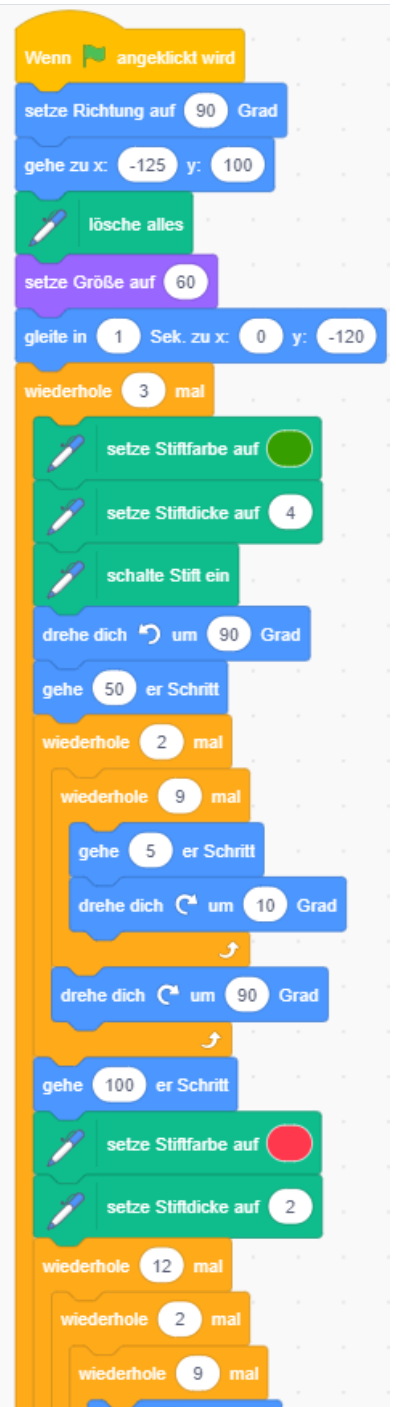 Wenn angeklickt wird
setze Richtung auf 90 Grad
gehe zu x: -125 y: 100
lösche alles
setze Größe auf 60
gleite in 1 Sek. zu x: 0 y: -120
wiederhole 3 mal
setze Stiftfarbe auf
setze Stiftdicke auf 4
schalte Stift ein
drehe dich um 90 Grad
gehe 50 er Schritt
wiederhole 2 mal
wiederhole 9 mal
gehe 5 er Schritt
drehe dich um 10 Grad
drehe dich um 90 Grad
gehe 100 er Schritt
setze Stiftfarbe auf
setze Stiftdicke auf 2
wiederhole 12 mal
wiederhole 2 mal
wiederhole 9 mal